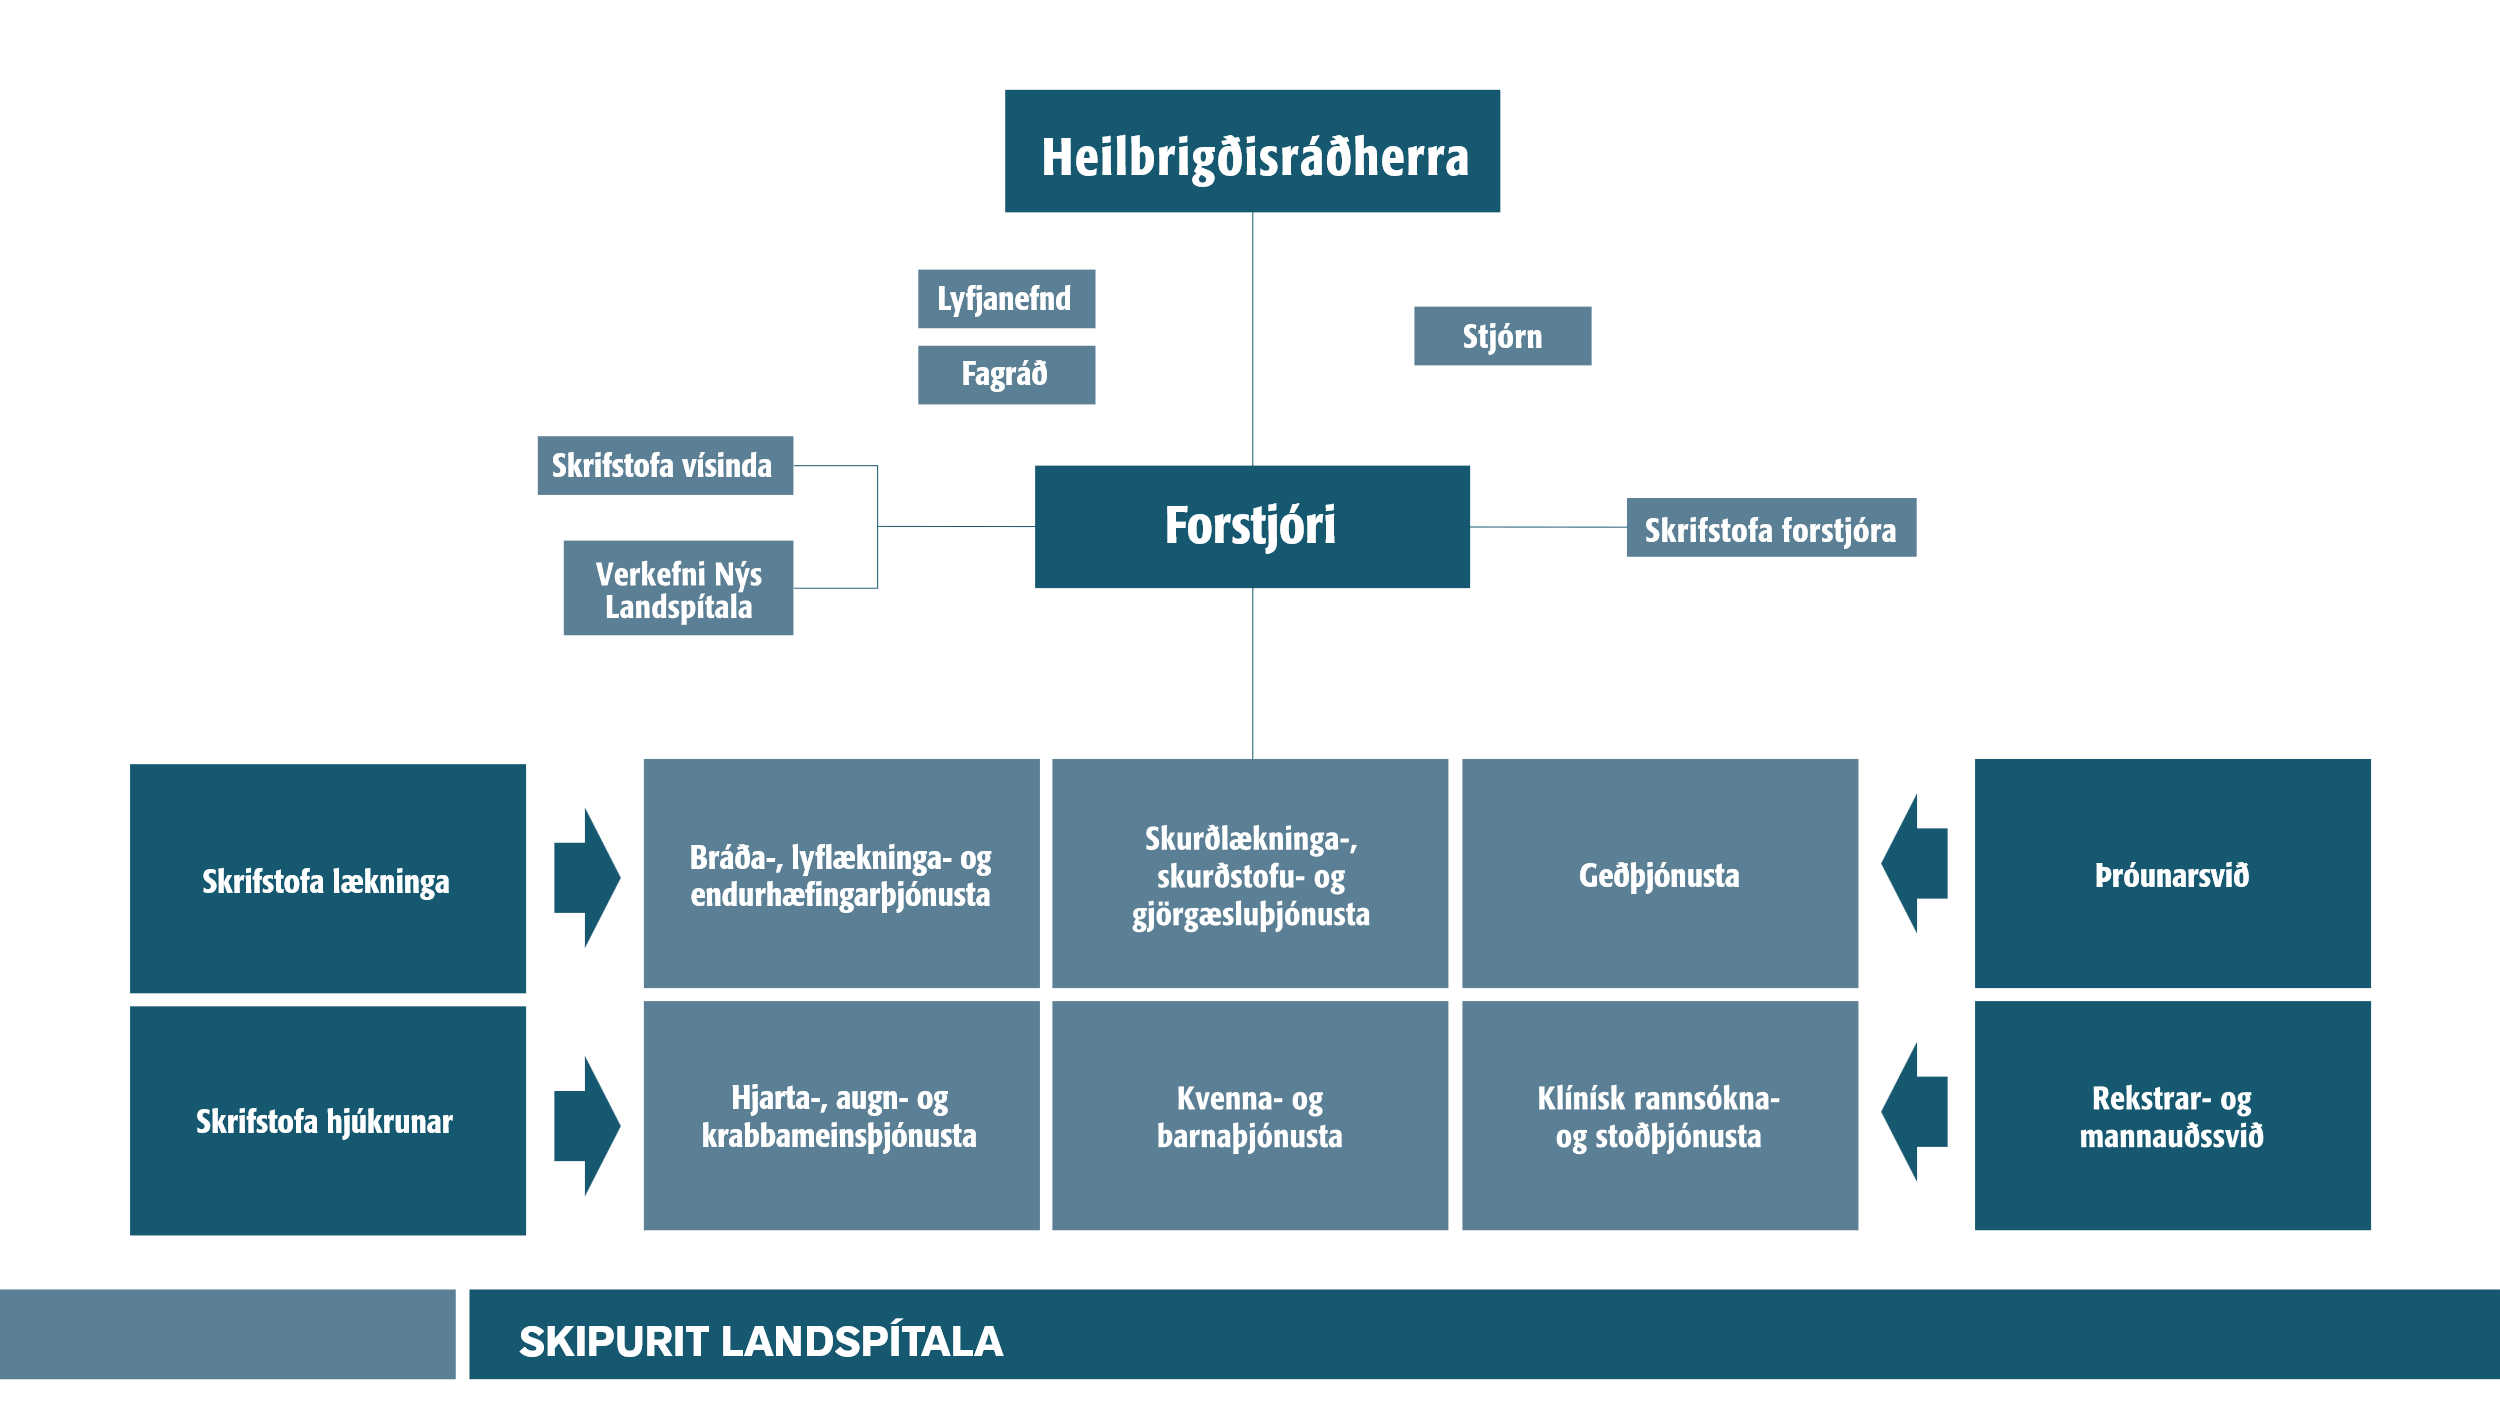 Heilbrigðisráðherra
Lyfjanefnd
Stjórn
Fagráð
Skrifstofa vísinda
Forstjóri
Skrifstofa forstjóra
Verkefni Nýs
Landspítala
Skrifstofa lækninga
Bráða-, lyflækninga- og
endurhæfingarþjónusta
Skurðlækninga-,
skurðstofu- og
gjörgæsluþjónusta
Geðþjónusta
Þróunarsvið
Skrifstofa hjúkrunar
Hjarta-, augn- og
krabbameinsþjónusta
Kvenna- og
barnaþjónusta
Klínísk rannsókna-
og stoðþjónusta
Rekstrar- og
mannauðssvið
SKIPURIT LANDSPÍTALA